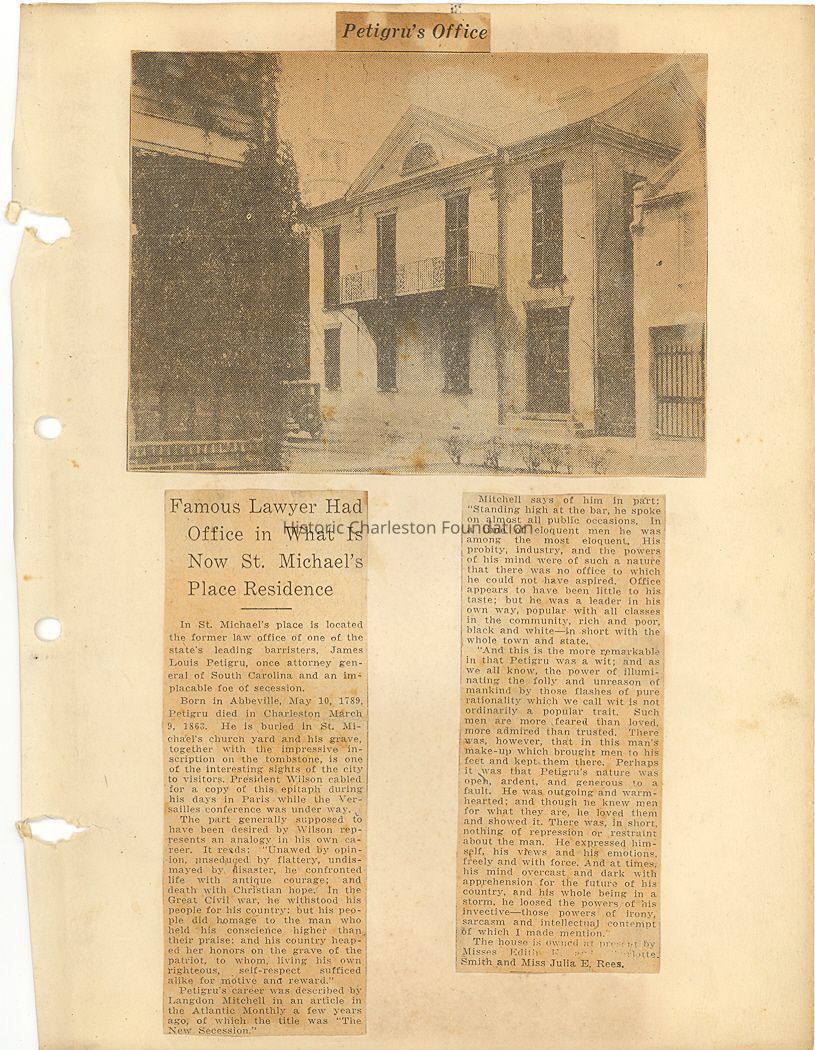 Petigru's Office
Famous Lawyer Had
Office in What Is
Now St. Michael's
Place Residence
Historic Charleston Foundation
In St. Michael's place is located
the former law office of one of the
state's leading barristers, James
Louis Petigru, once attorney gen-
eral of South Carolina and an im-
placable foe of secession.
Born in Abbeville, May 10, 1789,
Petigru died in Charleston March
9, 1863. He is buried in St. Mi-
chael's church yard and his grave,
together with the impressive in-
scription on the tombstone, is one
of the interesting sights of the city
to visitors. President Wilson cabled
for a copy of this epitaph during
his days in Paris while the Ver-
sailles conference was under way.
The part generally supposed to
have been desired by Wilson rep-
resents an analogy in his own ca-
reer. It reads: "Unawed by opin-
ion, unseduced by flattery, undis-
mayed by disaster, he confronted
life with antique courage; and
death with Christian hope. In the
Great Civil war, he withstood his
people for his country: but his peo-
ple did homage to the man who
held his conscience higher than
their praise: and his country heap-
ed her honors on the grave of the
patriot, to whom, living his own
righteous, self-respect sufficed
alike for motive and reward."
Petigru's career was described by
Langdon Mitchell in an article in
the Atlantic Monthly a few years
ago, of which the title was "The
New Secession."
Mitchell says of him in part:
"Standing high at the bar, he spoke
on almost all public occasions. In
of eloquent men he was
among the most eloquent. His
probity, industry, and the powers
of his mind were of such a nature
that there was no office to which
he could not have aspired. Office
appears to have been little to his
taste; but he was a leader in his
own way, popular with all classes
in the community, rich and poor,
black and white—in short with the
whole town and state.
"And this is the more remarkable
in that Petigru was a wit; and as
we all know, the power of illumi-
nating the folly and unreason of
mankind by those flashes of pure
rationality which we call wit is not
ordinarily a popular trait. Such
men are more feared than loved,
more admired than trusted. There
was, however, that in this man's
make-up which brought men to his
feet and kept them there. Perhaps
it was that Petigru's nature was
open, ardent, and generous to a
fault. He was outgoing and warm-
hearted; and though he knew men
for what they are, he loved them
and showed it. There was, in short,
nothing of repression or restraint
about the man. He expressed him-
self, his views and his emotions,
freely and with force. And at times,
his mind overcast and dark with
apprehension for the future of his
country, and his whole being in a
storm, he loosed the powers of his
invective—those powers of irony,
sarcasm and intellectual contempt
of which I made mention."
The house is owned at present by
Misses Edith
Smith and Miss Julia E. Rees.